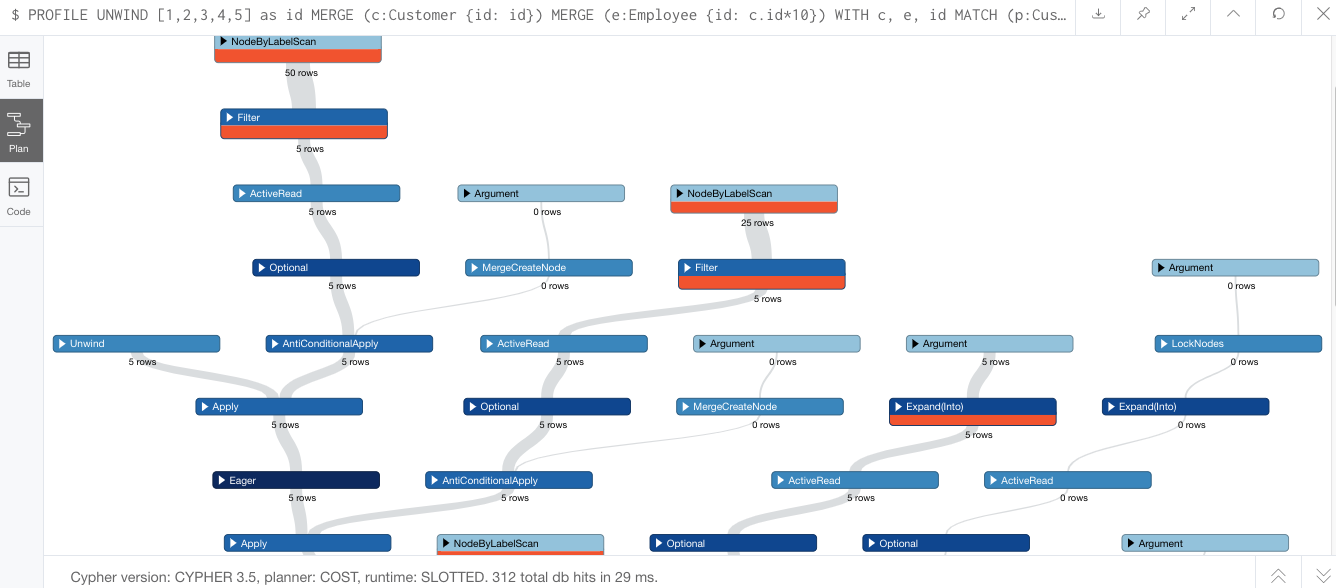 $ PROFILE UNWIND [1,2,3,4,5] as id MERGE (c:Customer {id: id}) MERGE (e:Employee {id: c.id*10}) WITH c, e, id MATCH (p:Cus…
Table
Plan
Code
NodeByLabelScan
50 rows
Filter
5 rows
ActiveRead
5 rows
Argument
0 rows
NodeByLabelScan
25 rows
Optional
5 rows
MergeCreateNode
0 rows
Filter
5 rows
Argument
0 rows
Unwind
5 rows
AntiConditionalApply
5 rows
ActiveRead
5 rows
Argument
0 rows
Argument
5 rows
LockNodes
0 rows
Apply
5 rows
Optional
5 rows
MergeCreateNode
0 rows
Expand(Into)
5 rows
Expand(Into)
0 rows
Eager
5 rows
AntiConditionalApply
5 rows
ActiveRead
5 rows
ActiveRead
0 rows
Apply
NodeByLabelScan
Optional
Optional
Argument
Cypher version: CYPHER 3.5, planner: COST, runtime: SLOTTED. 312 total db hits in 29 ms.